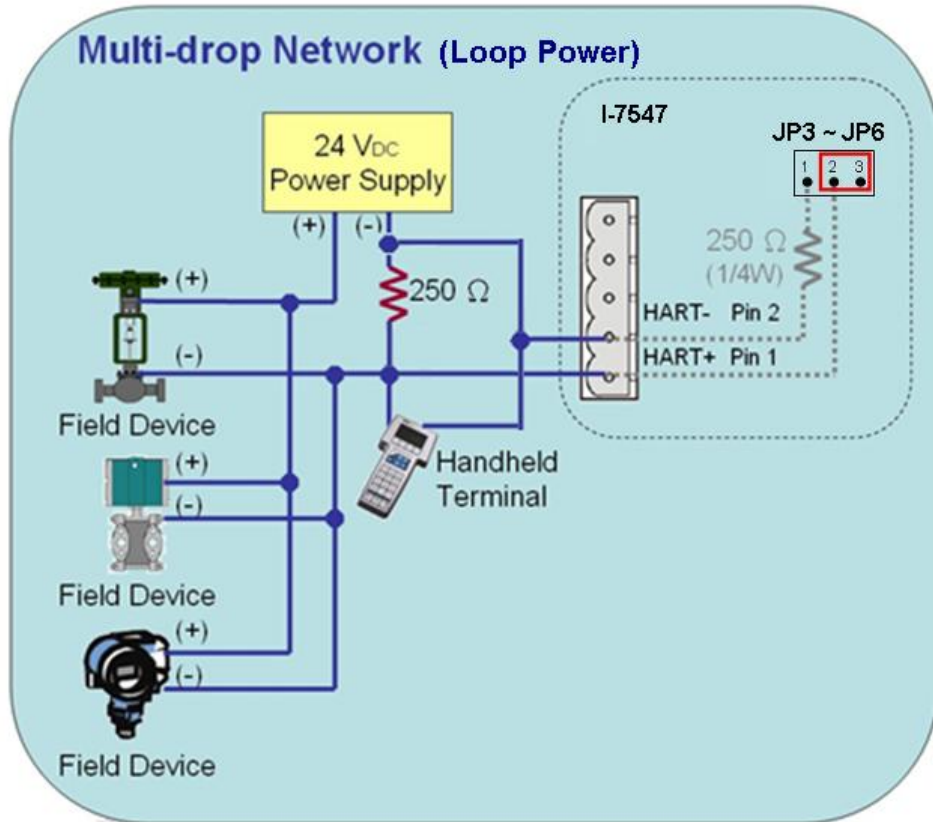 Multi-drop Network (Loop Power)
I-7547
JP3 ~ JP6
1 2 3
24 VDC
Power Supply
(+) (-)
250 Ω
250 Ω
(1/4W)
HART- Pin 2
HART+ Pin 1
(+)
(-)
Field Device
Handheld
Terminal
(+)
(-)
Field Device
(+)
(-)
Field Device